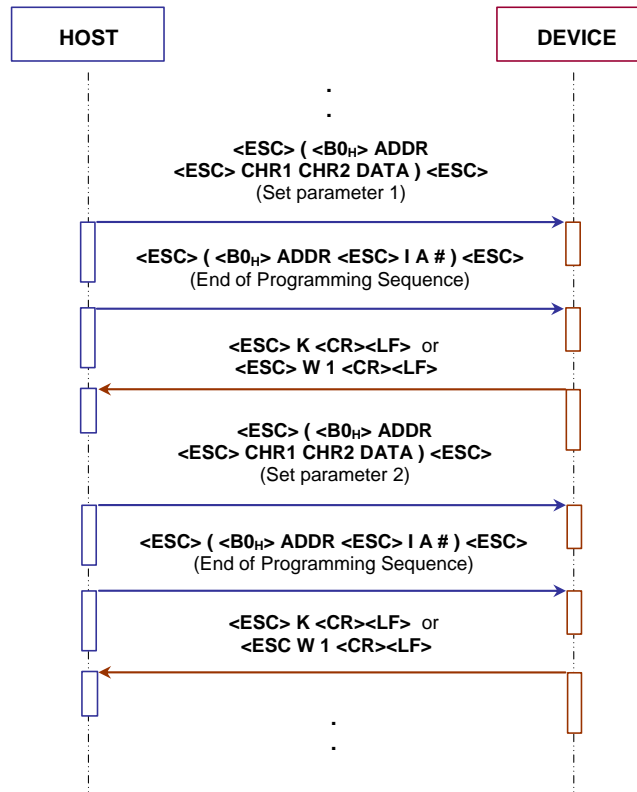 HOST
DEVICE
.
.
<ESC> ( <B0H> ADDR
<ESC> CHR1 CHR2 DATA ) <ESC>
(Set parameter 1)
<ESC> ( <B0H> ADDR <ESC> I A # ) <ESC>
(End of Programming Sequence)
<ESC> K <CR><LF> or
<ESC> W 1 <CR><LF>
<ESC> ( <B0H> ADDR
<ESC> CHR1 CHR2 DATA ) <ESC>
(Set parameter 2)
<ESC> ( <B0H> ADDR <ESC> I A # ) <ESC>
(End of Programming Sequence)
<ESC> K <CR><LF> or
<ESC W 1 <CR><LF>
.
.